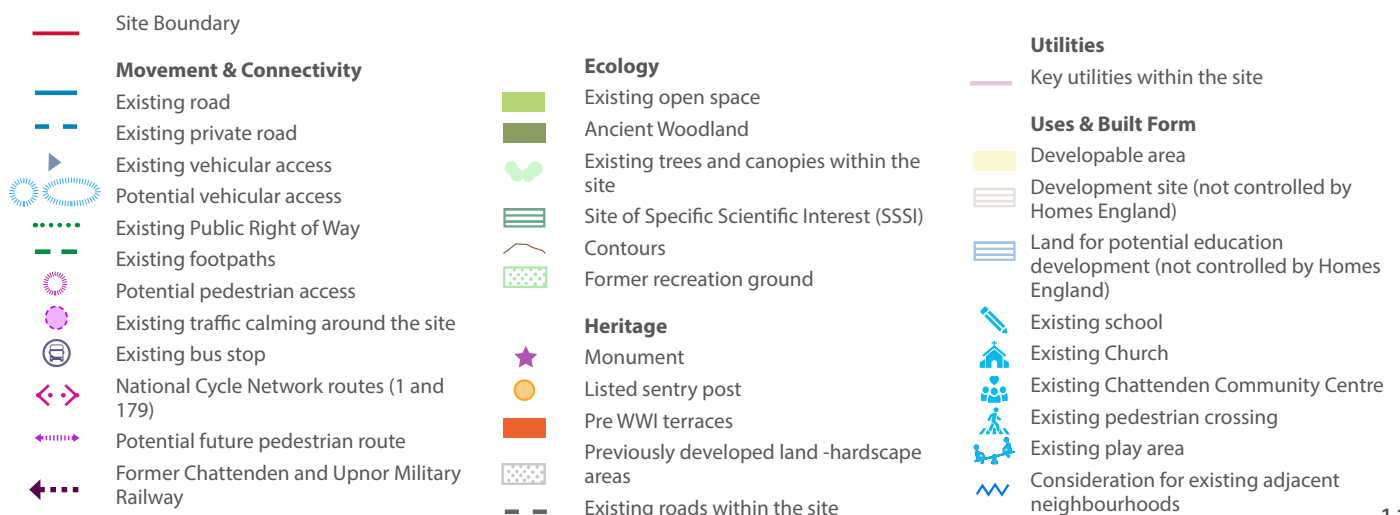 Site Boundary
Movement & Connectivity
Existing road
Existing private road
Existing vehicular access
Potential vehicular access
Existing Public Right of Way
Existing footpaths
Potential pedestrian access
Existing traffic calming around the site
Existing bus stop
National Cycle Network routes (1 and
179)
Potential future pedestrian route
Former Chattenden and Upnor Military
Railway
Ecology
Existing open space
Ancient Woodland
Existing trees and canopies within the
site
Site of Specific Scientific Interest (SSSI)
Contours
Former recreation ground
Heritage
Monument
Listed sentry post
Pre WWI terraces
Previously developed land -hardscape
areas
Existing roads within the site
Utilities
Key utilities within the site
Uses & Built Form
Developable area
Development site (not controlled by
Homes England)
Land for potential education
development (not controlled by Homes
England)
Existing school
Existing Church
Existing Chattenden Community Centre
Existing pedestrian crossing
Existing play area
Consideration for existing adjacent
neighbourhoods